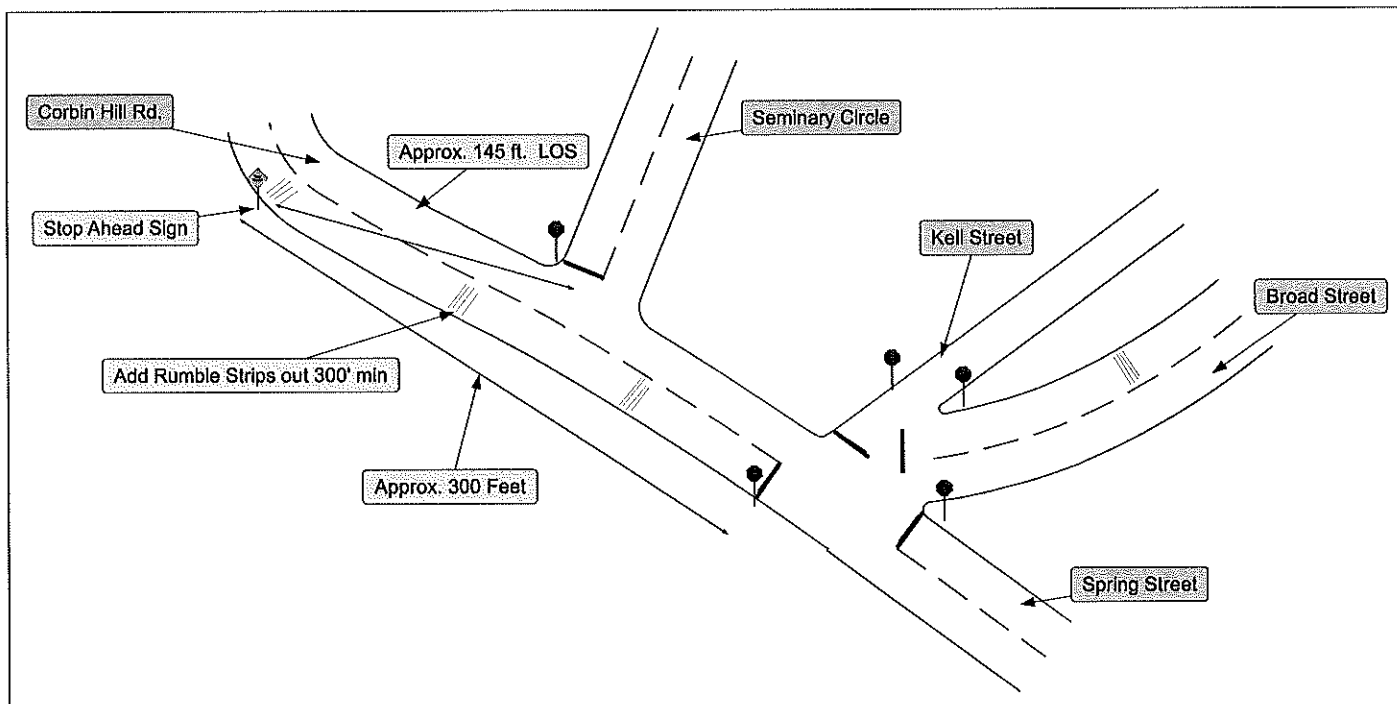 Corbin Hill Rd.
Approx. 145 ft. LOS
Seminary Circle
Stop Ahead Sign
Kell Street
Broad Street
Add Rumble Strips out 300' min
Approx. 300 Feet
Spring Street